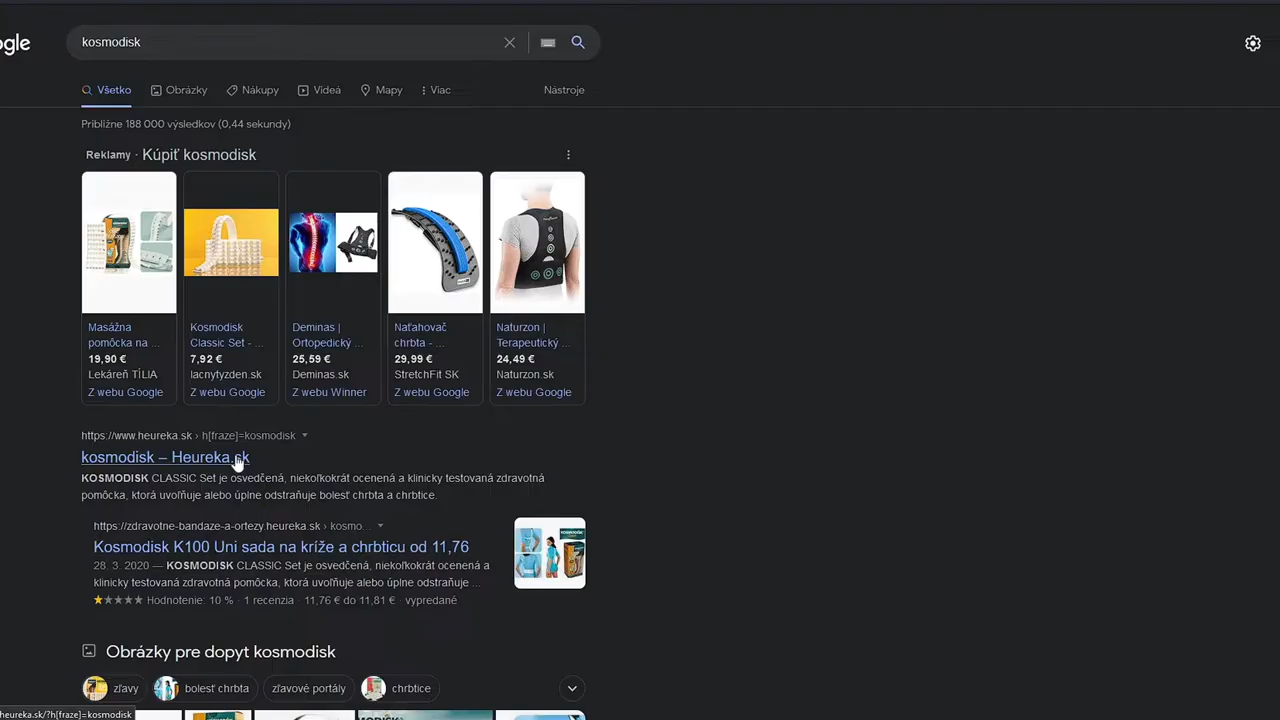 ogle
kosmodisk
Všetko Obrázky Nákupy Videá Mapy Viac Nástroje
Približne 188 000 výsledkov (0,44 sekundy)
Reklamy · Kúpiť kosmodisk
Masážna
pomôcka na ...
19,90 €
Lekáreň TILIA
Z webu Google
Kosmodisk
Classic Set - ...
7,92 €
lacnytyzden.sk
Z webu Google
Deminas |
Ortopedický ...
25,59 €
Deminas.sk
Z webu Winner
Naťahovač
chrbta - ...
29,99 €
StretchFit SK
Z webu Google
Naturzon |
Terapeutický ...
24,49 €
Naturzon.sk
Z webu Google
https://www.heureka.sk › h[fraze]=kosmodisk
kosmodisk – Heureka.sk
KOSMODISK CLASSIC Set je osvedčená, niekoľkokrát ocenená a klinicky testovaná zdravotná
pomôcka, ktorá uvoľňuje alebo úplne odstraňuje bolesť chrbta a chrbtice.
https://zdravotne-bandaze-a-ortezy.heureka.sk › kosmo...
Kosmodisk K100 Uni sada na kríže a chrbticu od 11,76
28. 3. 2020 — KOSMODISK CLASSIC Set je osvedčená, niekoľkokrát ocenená a
klinicky testovaná zdravotná pomôcka, ktorá uvoľňuje alebo úplne odstraňuje ...
Hodnotenie: 10 % · 1 recenzia · 11,76 € do 11,81 € · vypredané
Obrázky pre dopyt kosmodisk
zľavy bolesť chrbta zľavové portály chrbtice
heureka.sk/?h[fraze]=kosmodisk